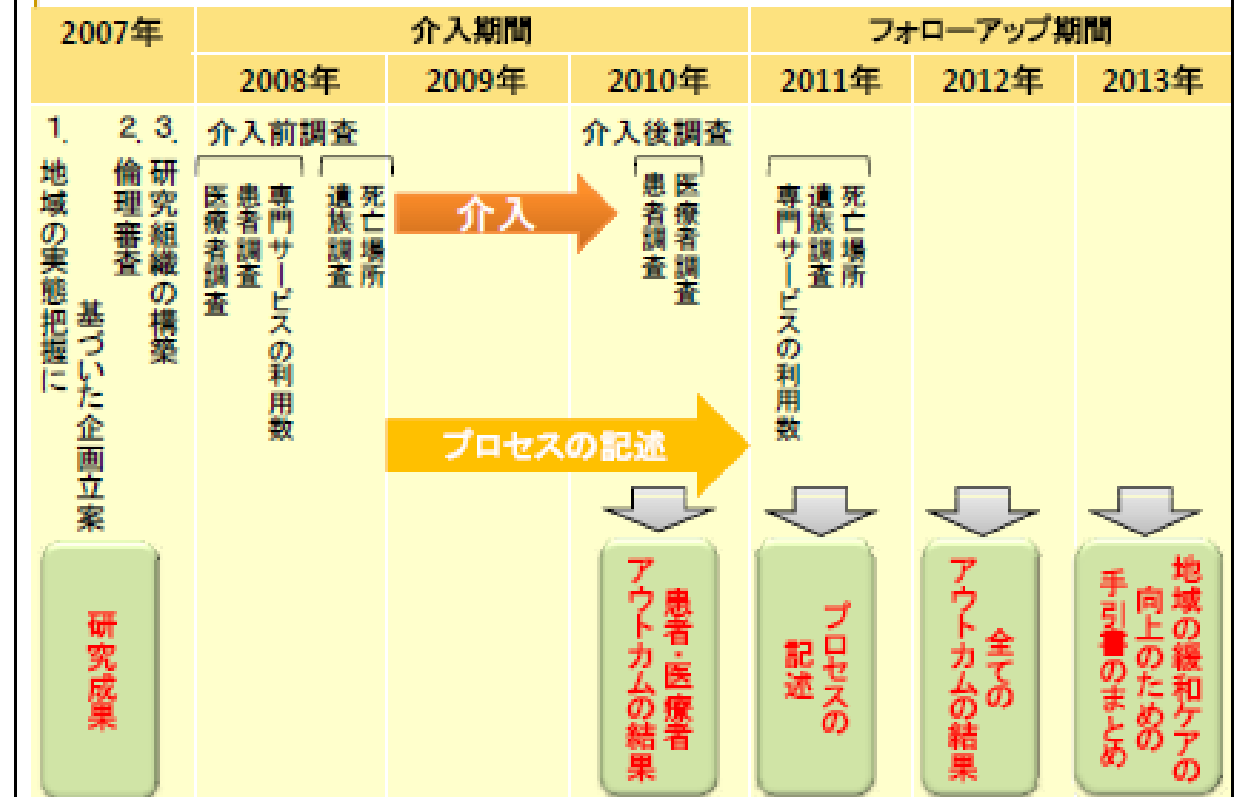 2007年
介入期間
フォローアップ期間
2008年
2009年
2010年
2011年
2012年
2013年
1. 地域の実態把握に
基づいた企画立案
2. 倫理審査
3. 研究組織の構築
介入前調査
医療者調査
患者調査
専門サービスの利用数
遺族調査
死亡場所
介入
介入後調査
患者調査
医療者調査
専門サービスの利用数
遺族調査
死亡場所
プロセスの記述
研究成果
患者・医療者
アウトカムの結果
プロセスの
記述
全ての
アウトカムの結果
地域の緩和ケアの
向上のための
手引書のまとめ